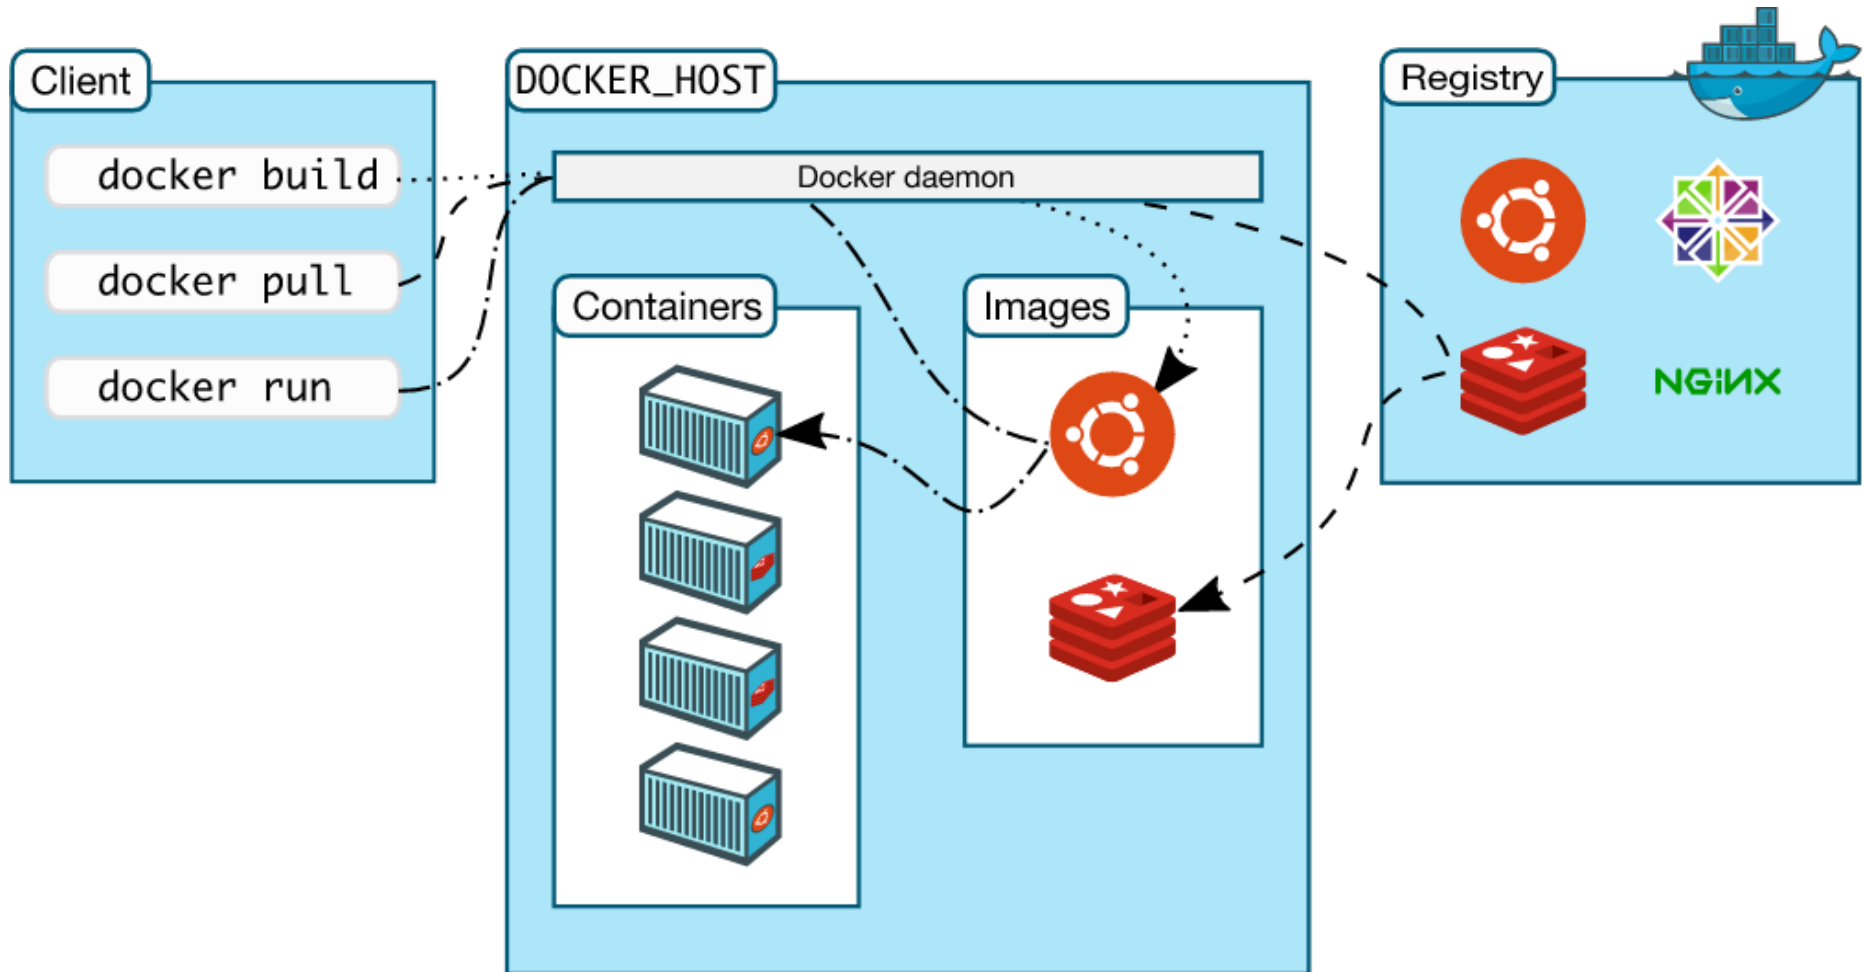 Client
docker build
docker pull
docker run
DOCKER_HOST
Docker daemon
Containers
Images
Registry
NGiNX